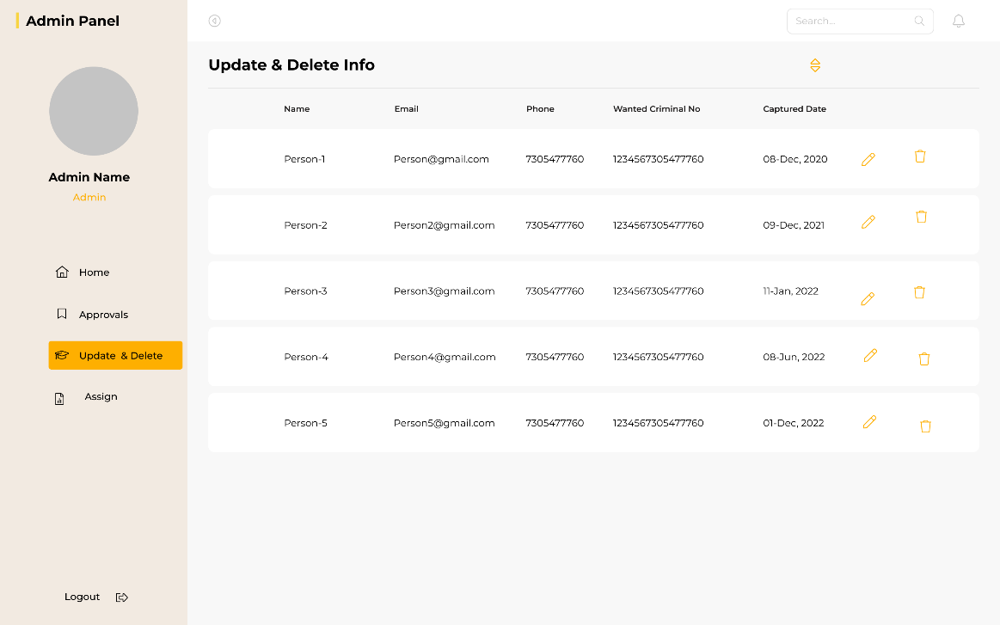 Admin Panel
Search...
Admin Name
Admin
Home
Approvals
Update & Delete
Assign
Logout
Update & Delete Info
Name Email Phone Wanted Criminal No Captured Date
Person-1 Person@gmail.com 7305477760 1234567305477760 08-Dec, 2020
Person-2 Person2@gmail.com 7305477760 1234567305477760 09-Dec, 2021
Person-3 Person3@gmail.com 7305477760 1234567305477760 11-Jan, 2022
Person-4 Person4@gmail.com 7305477760 1234567305477760 08-Jun, 2022
Person-5 Person5@gmail.com 7305477760 1234567305477760 01-Dec, 2022